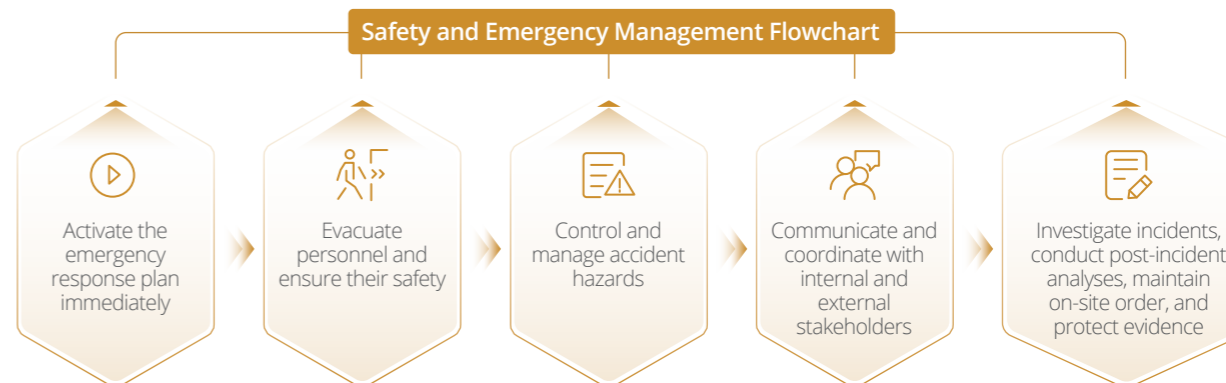 Safety and Emergency Management Flowchart
Activate the
emergency
response plan
immediately
Evacuate
personnel and
ensure their safety
Control and
manage accident
hazards
Communicate and
coordinate with
internal and
external
stakeholders
Investigate incidents,
conduct post-incident
analyses, maintain
on-site order, and
protect evidence